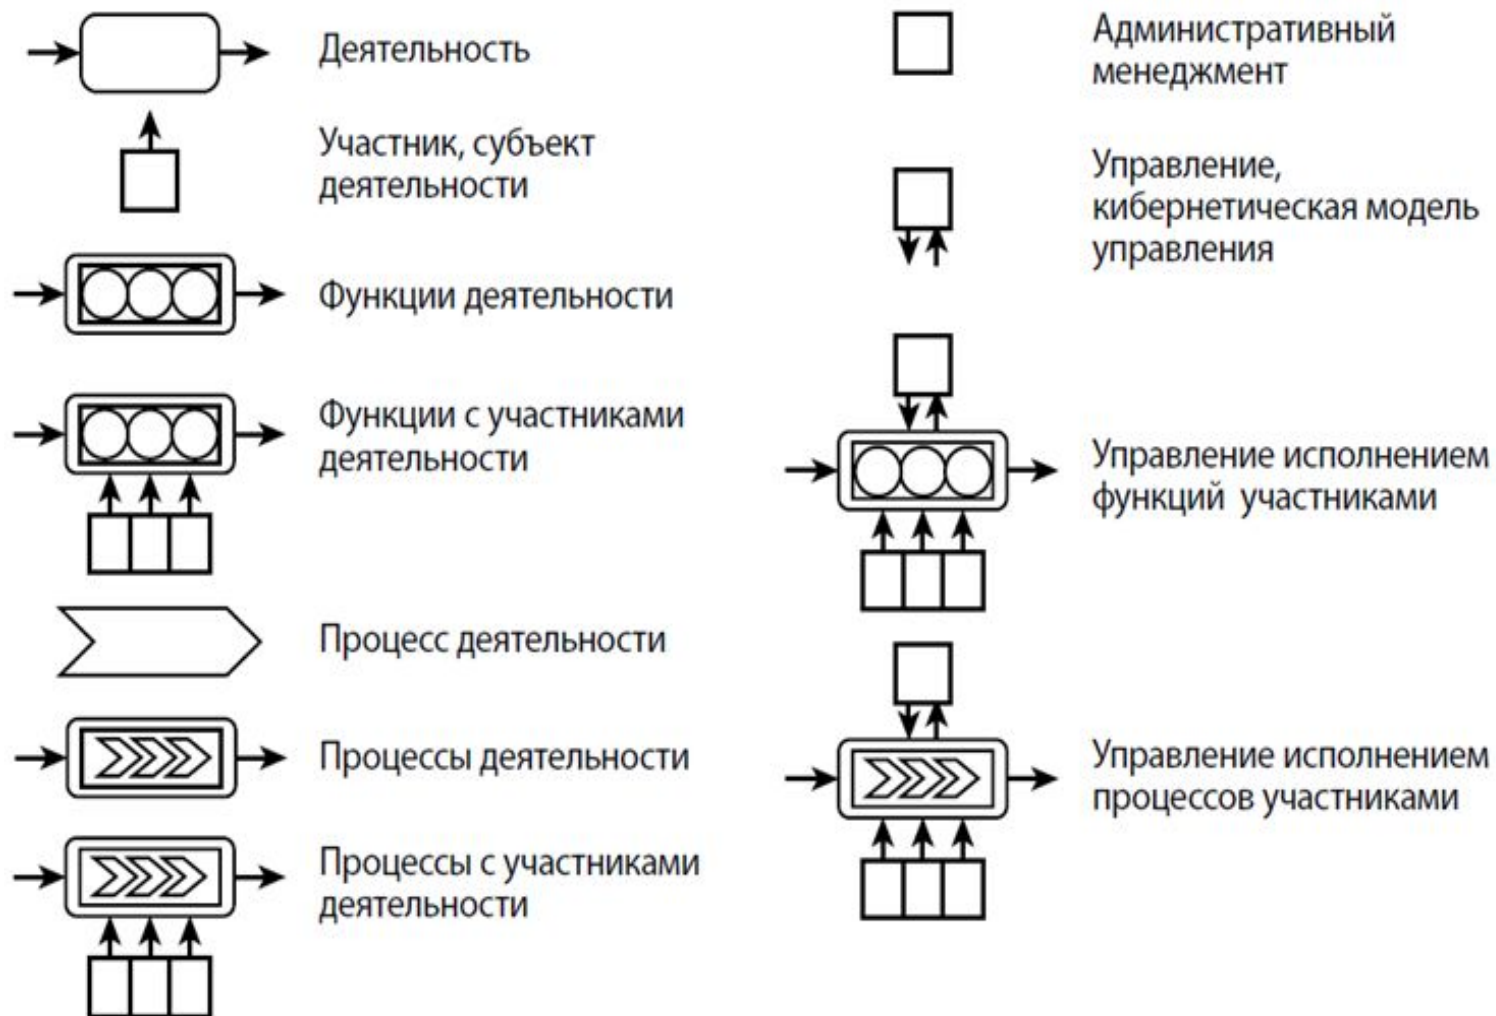 Деятельность
Участник, субъект
деятельности
Функции деятельности
Функции с участниками
деятельности
Процесс деятельности
Процессы деятельности
Процессы с участниками
деятельности
Административный
менеджмент
Управление,
кибернетическая модель
управления
Управление исполнением
функций участниками
Управление исполнением
процессов участниками